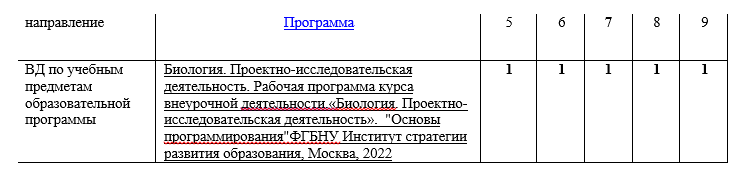 направление Программа 5 6 7 8 9
ВД по учебным Биология. Проектно-исследовательская 1 1 1 1 1
предметам деятельность. Рабочая программа курса
образовательной внеурочной деятельности «Биология. Проектно-
программы исследовательская деятельность».  "Основы
программирования"ФГБНУ Институт стратегии
развития образования, Москва, 2022